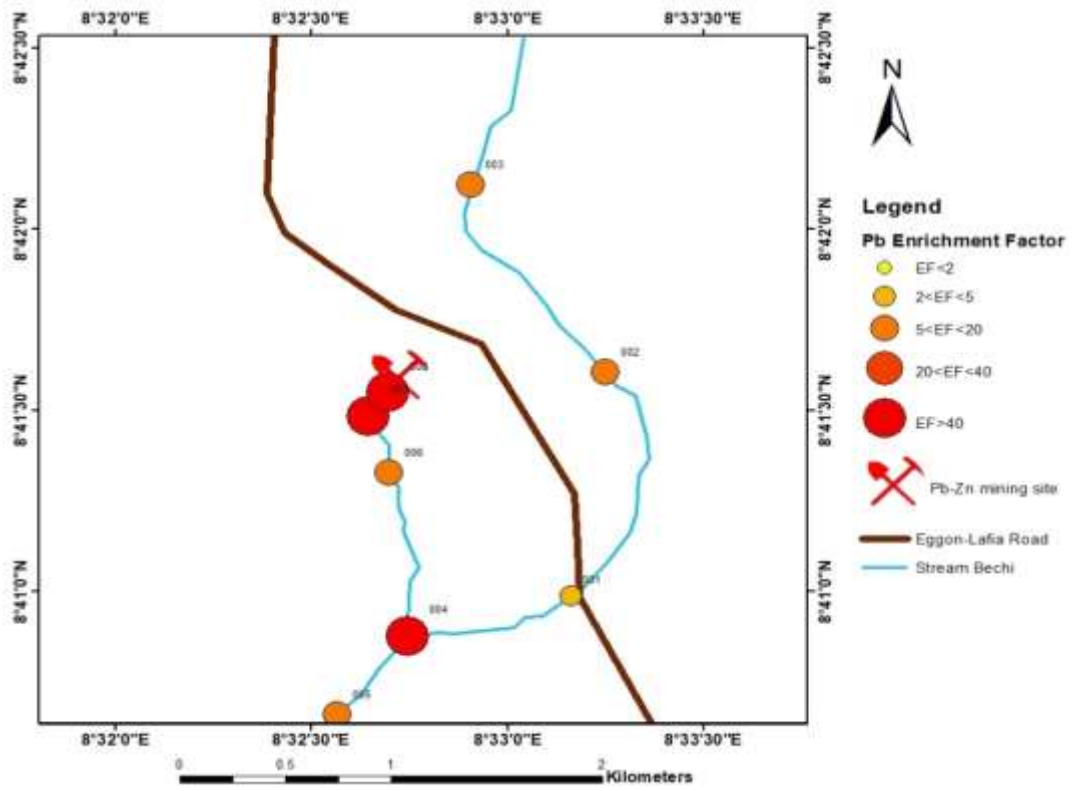 8°32'0"E 8°32'30"E 8°33'0"E 8°33'30"E
8°42'30"N 8°42'30"N
N
003
Legend
Pb Enrichment Factor
8°42'0"N 8°42'0"N
EF<2
2<EF<5
5<EF<20
002
20<EF<40
8°41'30"N 8°41'30"N
EF>40
006
Pb-Zn mining site
Eggon-Lafia Road
Stream Bechi
001
8°41'0"N 8°41'0"N
004
005
8°32'0"E 8°32'30"E 8°33'0"E 8°33'30"E
0 0.5 1 2
Kilometers